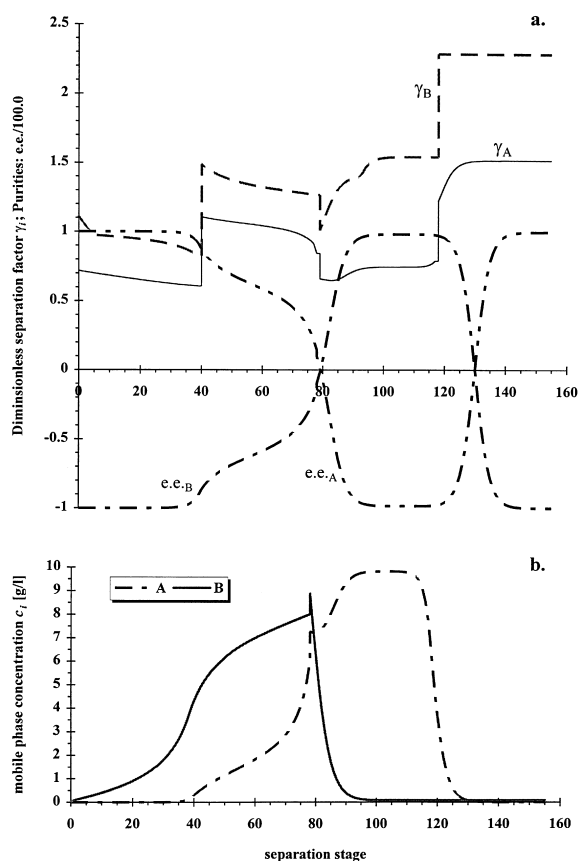 a.
Diminsionless separation factor γi; Purities: e.e./100.0
2.5
2
1.5
1
0.5
0
-0.5
-1
0 20 40 60 80 100 120 140 160
γB
γA
e.e.B
e.e.A
b.
mobile phase concentration ci [g/l]
10
9
8
7
6
5
4
3
2
1
0
A B
0 20 40 60 80 100 120 140 160
separation stage